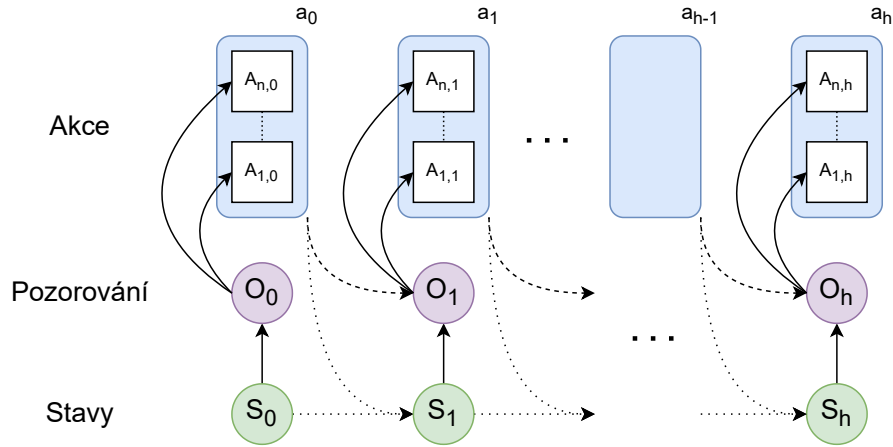 a0 a1 ah-1 ah
An,0 An,1 An,h
Akce
. . .
A1,0 A1,1 A1,h
Pozorování O0 O1 Oh
. . .
Stavy S0 S1 Sh